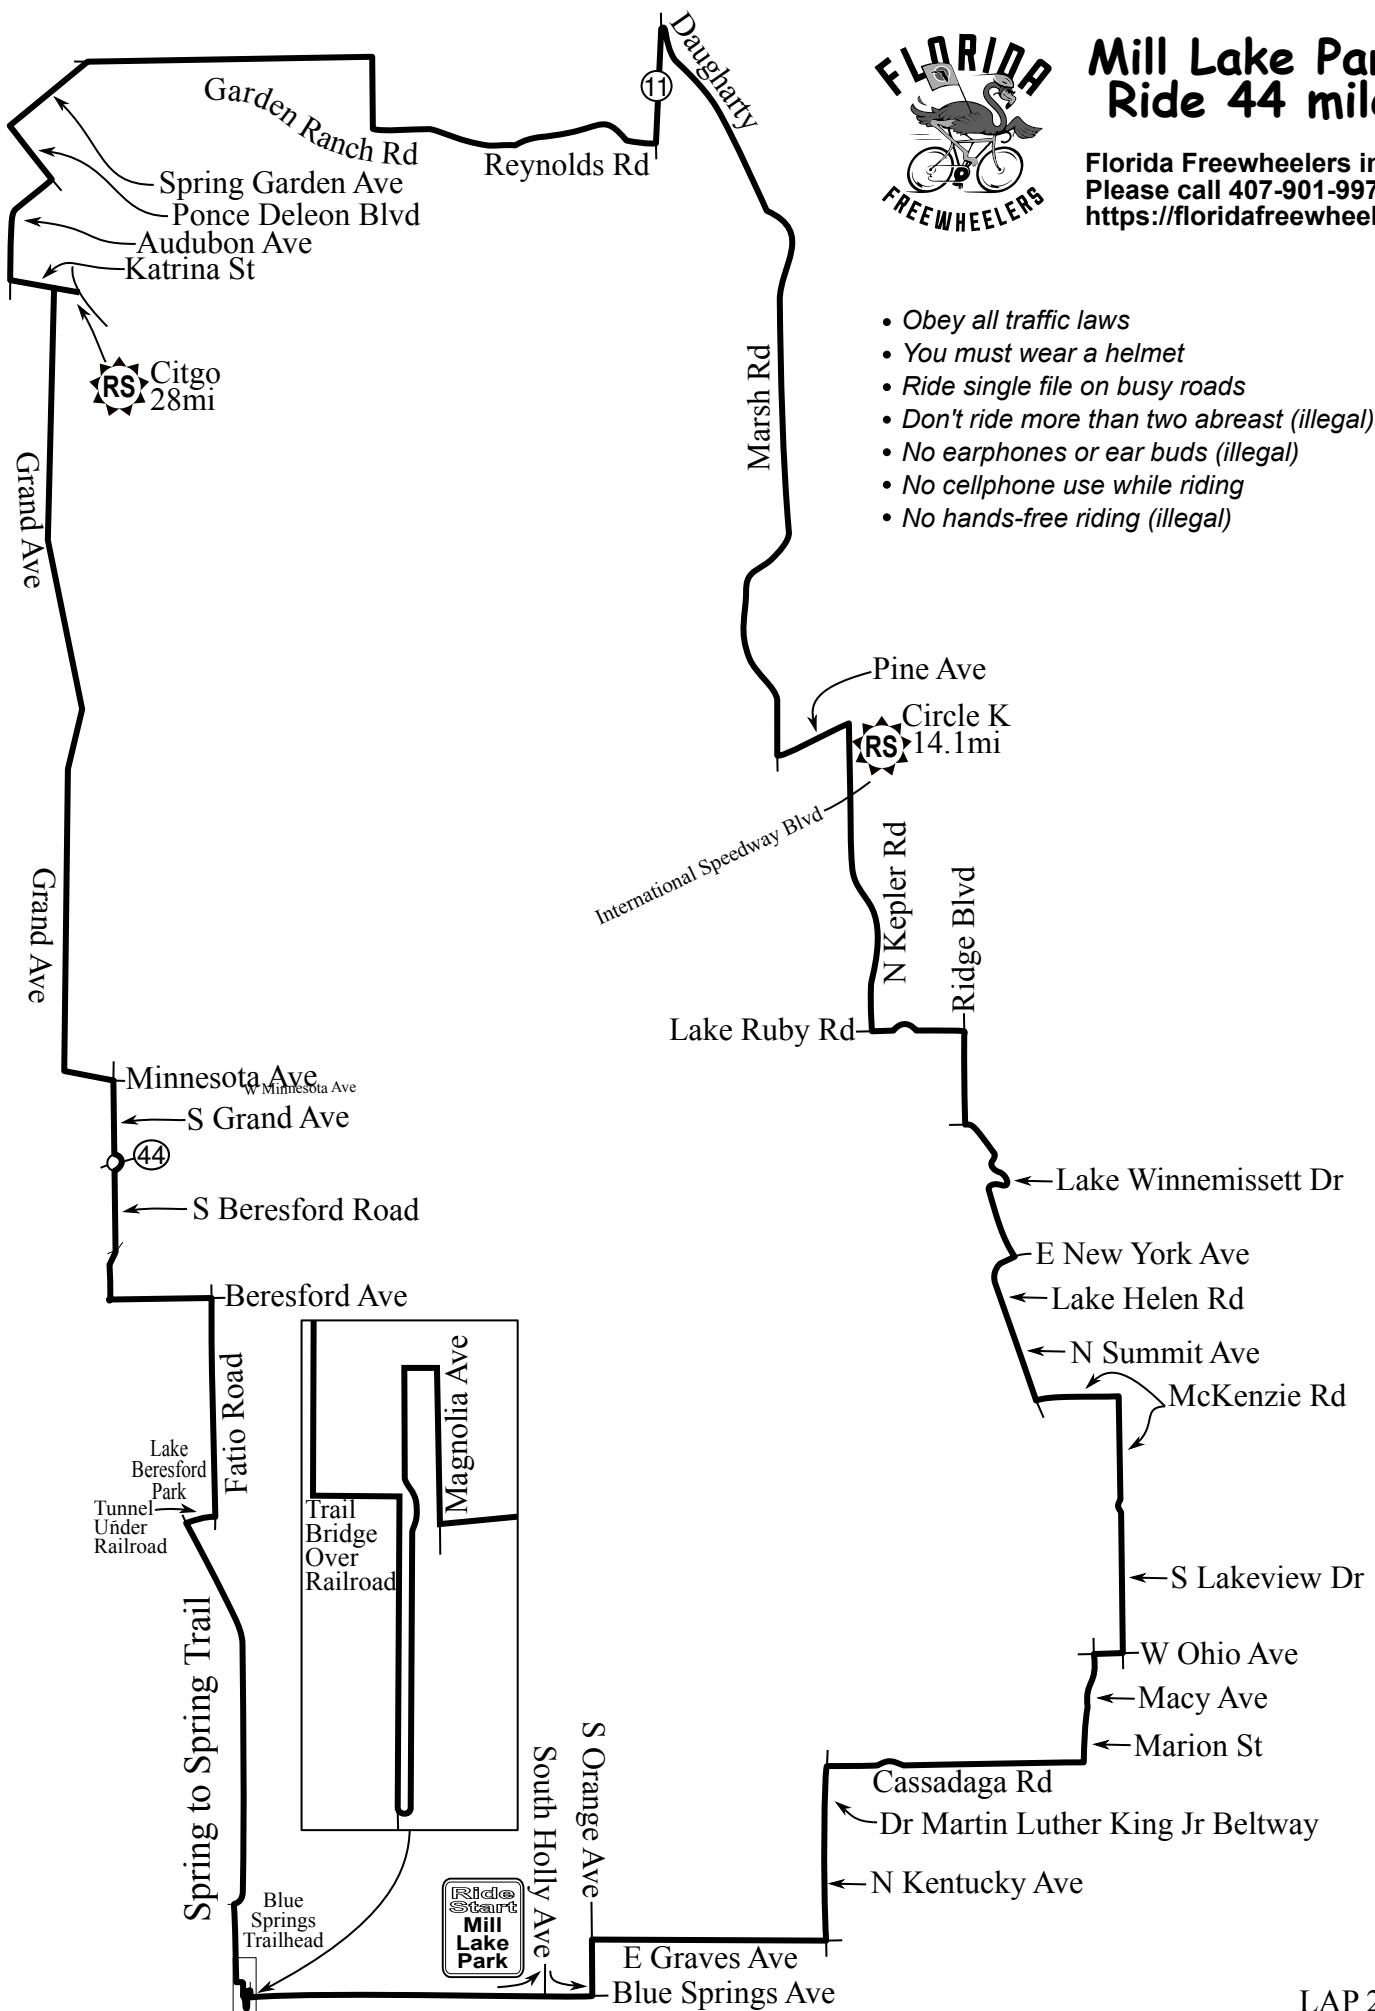 FLORIDA
FREEWHEELERS
Mill Lake Par
Ride 44 mil
Florida Freewheelers in
Please call 407-901-997
https://floridafreewheel
• Obey all traffic laws
• You must wear a helmet
• Ride single file on busy roads
• Don't ride more than two abreast (illegal)
• No earphones or ear buds (illegal)
• No cellphone use while riding
• No hands-free riding (illegal)
Daugharty
11
Garden Ranch Rd
Reynolds Rd
Spring Garden Ave
Ponce Deleon Blvd
Audubon Ave
Katrina St
RS
Citgo
28mi
Marsh Rd
Grand Ave
Pine Ave
RS
Circle K
14.1mi
International Speedway Blvd
N Kepler Rd
Ridge Blvd
Grand Ave
Lake Ruby Rd
Minnesota Ave
W Minnesota Ave
S Grand Ave
44
Lake Winnemissett Dr
S Beresford Road
E New York Ave
Beresford Ave
Lake Helen Rd
N Summit Ave
McKenzie Rd
Fatio Road
Magnolia Ave
Lake
Beresford
Park
Tunnel
Under
Railroad
Trail
Bridge
Over
Railroad
S Lakeview Dr
Spring to Spring Trail
W Ohio Ave
Macy Ave
Marion St
S Orange Ave
South Holly Ave
Cassadaga Rd
Dr Martin Luther King Jr Beltway
N Kentucky Ave
Blue
Springs
Trailhead
Ride
Start
Mill
Lake
Park
E Graves Ave
Blue Springs Ave
LAP 2